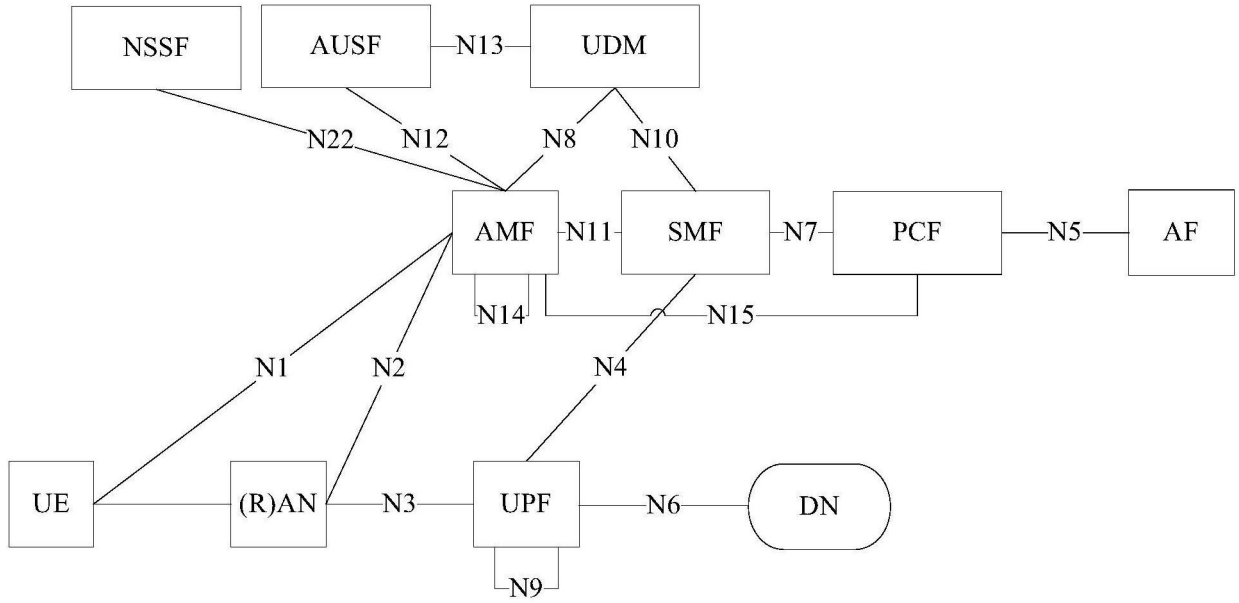 NSSF
AUSF
N13
UDM
N22
N12
N8
N10
AMF
N11
SMF
N7
PCF
N5
AF
N14
N15
N1
N2
N4
UE
(R)AN
N3
UPF
N6
DN
N9